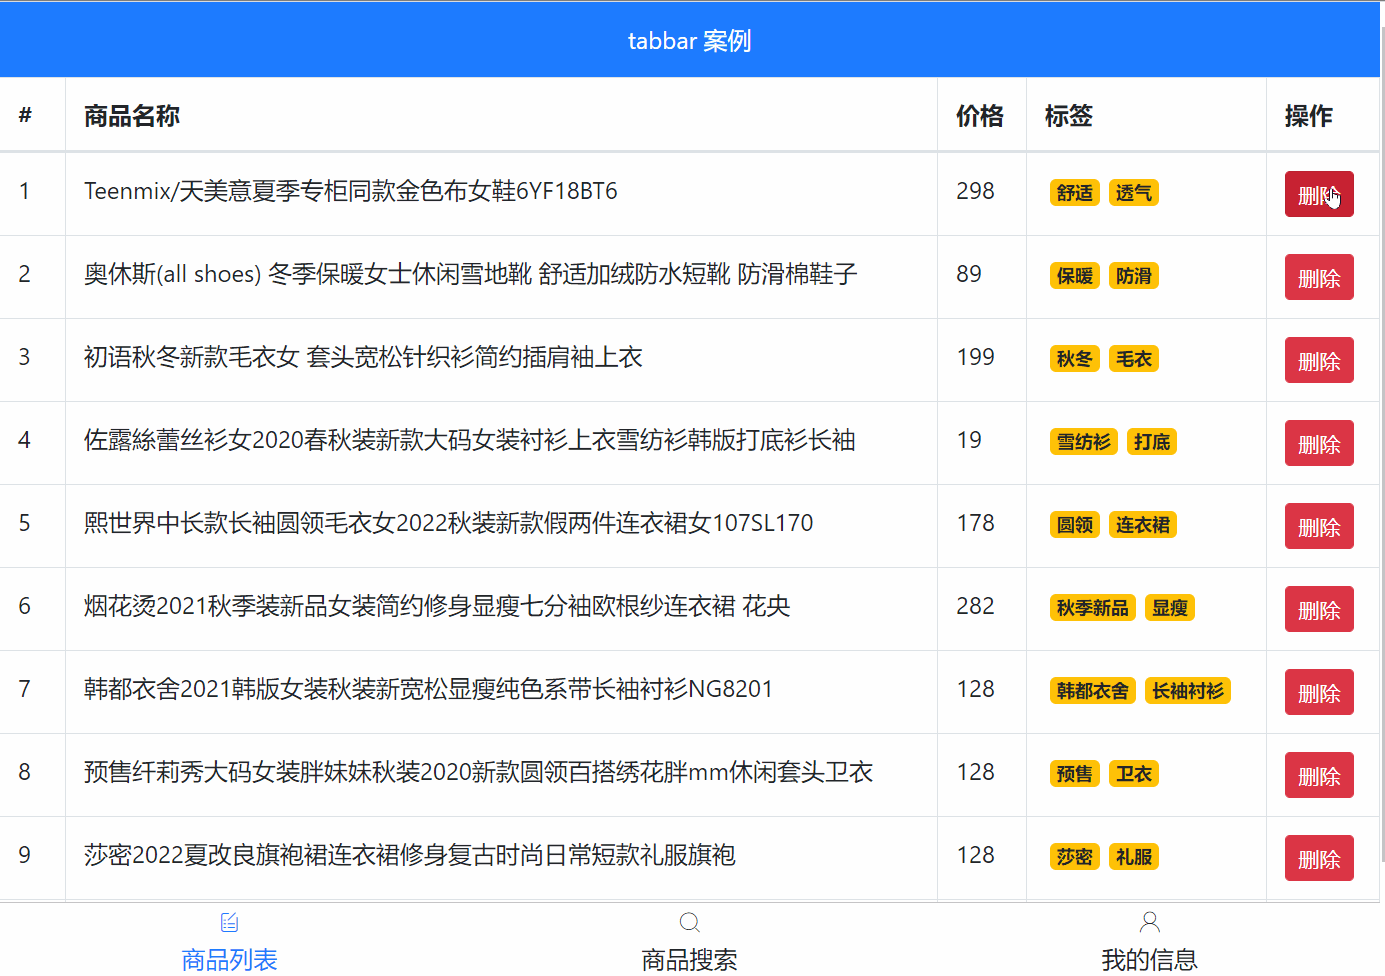 tabbar 案例
# 商品名称 价格 标签 操作
1 Teenmix/天美意夏季专柜同款金色布女鞋6YF18BT6 298 舒适 透气 删除
2 奥休斯(all shoes) 冬季保暖女士休闲雪地靴 舒适加绒防水短靴 防滑棉鞋子 89 保暖 防滑 删除
3 初语秋冬新款毛衣女 套头宽松针织衫简约插肩袖上衣 199 秋冬 毛衣 删除
4 佐露絲蕾丝衫女2020春秋装新款大码女装衬衫上衣雪纺衫韩版打底衫长袖 19 雪纺衫 打底 删除
5 熙世界中长款长袖圆领毛衣女2022秋装新款假两件连衣裙女107SL170 178 圆领 连衣裙 删除
6 烟花烫2021秋季装新品女装简约修身显瘦七分袖欧根纱连衣裙 花央 282 秋季新品 显瘦 删除
7 韩都衣舍2021韩版女装秋装新宽松显瘦纯色系带长袖衬衫NG8201 128 韩都衣舍 长袖衬衫 删除
8 预售纤莉秀大码女装胖妹妹秋装2020新款圆领百搭绣花胖mm休闲套头卫衣 128 预售 卫衣 删除
9 莎密2022夏改良旗袍裙连衣裙修身复古时尚日常短款礼服旗袍 128 莎密 礼服 删除
商品列表 商品搜索 我的信息